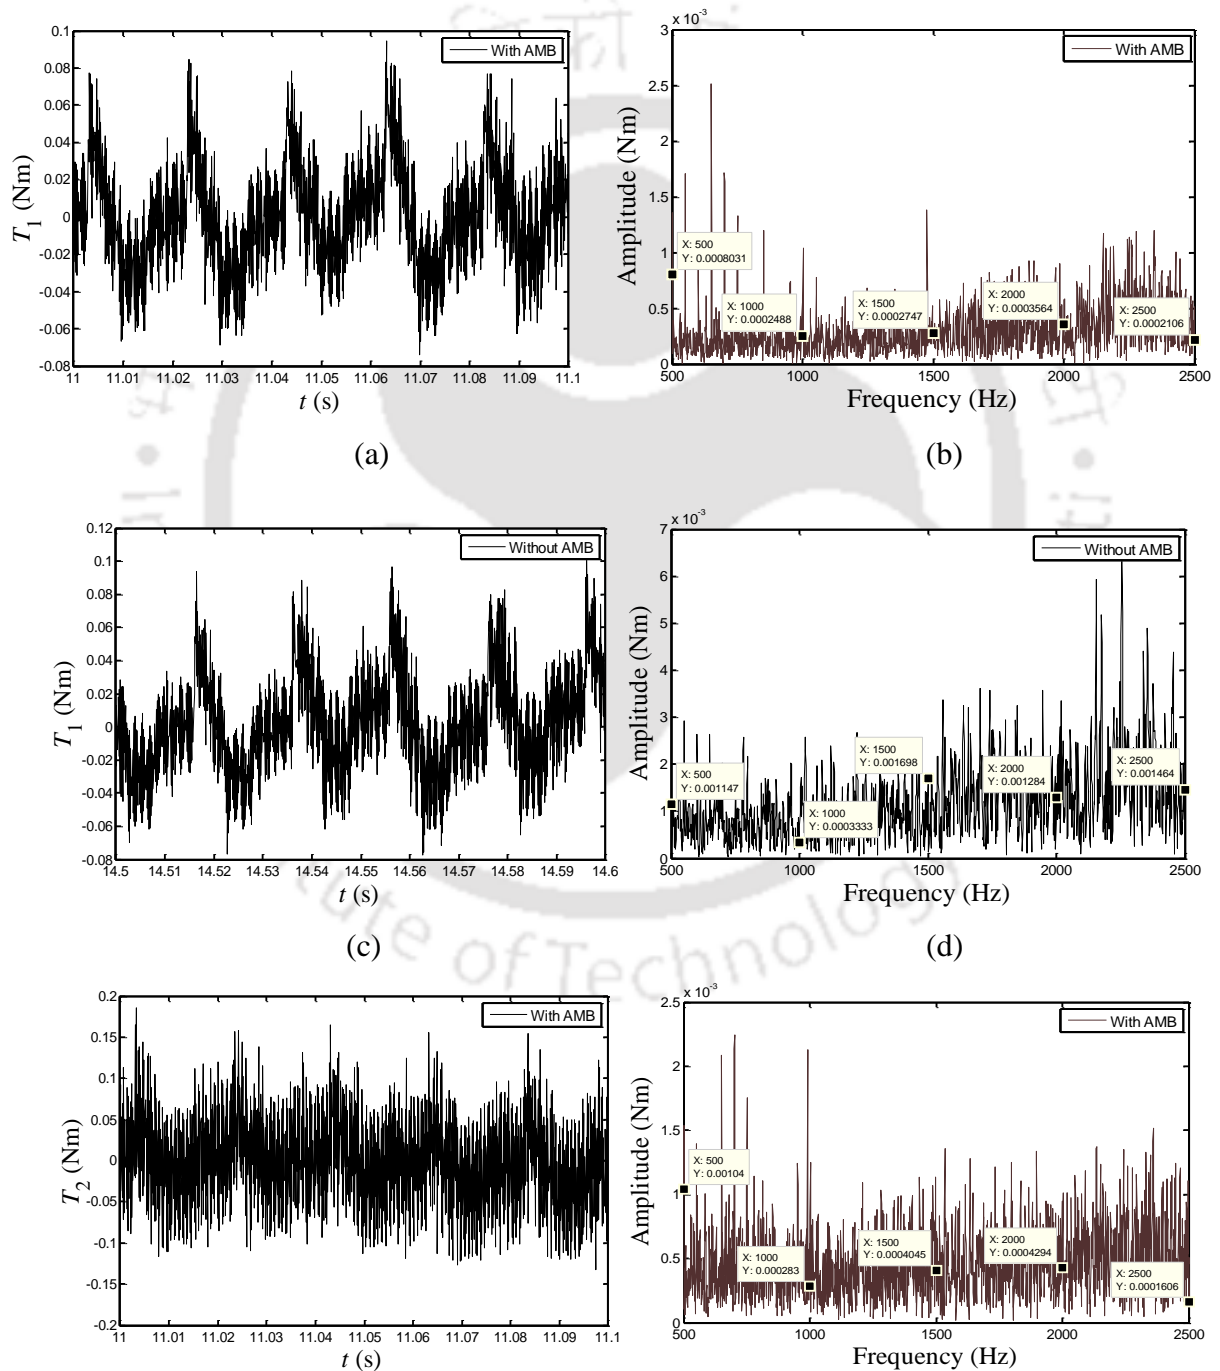 With AMB
0.1
0.08
0.06
0.04
0.02
0
-0.02
-0.04
-0.06
-0.08
T1 (Nm)
11 11.01 11.02 11.03 11.04 11.05 11.06 11.07 11.08 11.09 11.1
t (s)
(a)
x 10-3
With AMB
3
2.5
2
1.5
1
0.5
0
Amplitude (Nm)
X: 500
Y: 0.0008031
X: 1000
Y: 0.0002488
X: 1500
Y: 0.0002747
X: 2000
Y: 0.0003564
X: 2500
Y: 0.0002106
500 1000 1500 2000 2500
Frequency (Hz)
(b)
Without AMB
0.12
0.1
0.08
0.06
0.04
0.02
0
-0.02
-0.04
-0.06
-0.08
T1 (Nm)
14.5 14.51 14.52 14.53 14.54 14.55 14.56 14.57 14.58 14.59 14.6
t (s)
(c)
x 10-3
Without AMB
7
6
5
4
3
2
1
0
Amplitude (Nm)
X: 500
Y: 0.001147
X: 1000
Y: 0.0003333
X: 1500
Y: 0.001698
X: 2000
Y: 0.001284
X: 2500
Y: 0.001464
500 1000 1500 2000 2500
Frequency (Hz)
(d)
With AMB
0.2
0.15
0.1
0.05
0
-0.05
-0.1
-0.15
-0.2
T2 (Nm)
11 11.01 11.02 11.03 11.04 11.05 11.06 11.07 11.08 11.09 11.1
t (s)
x 10-3
With AMB
2.5
2
1.5
1
0.5
0
Amplitude (Nm)
X: 500
Y: 0.00104
X: 1000
Y: 0.000283
X: 1500
Y: 0.0004045
X: 2000
Y: 0.0004294
X: 2500
Y: 0.0001606
500 1000 1500 2000 2500
Frequency (Hz)
of Technology